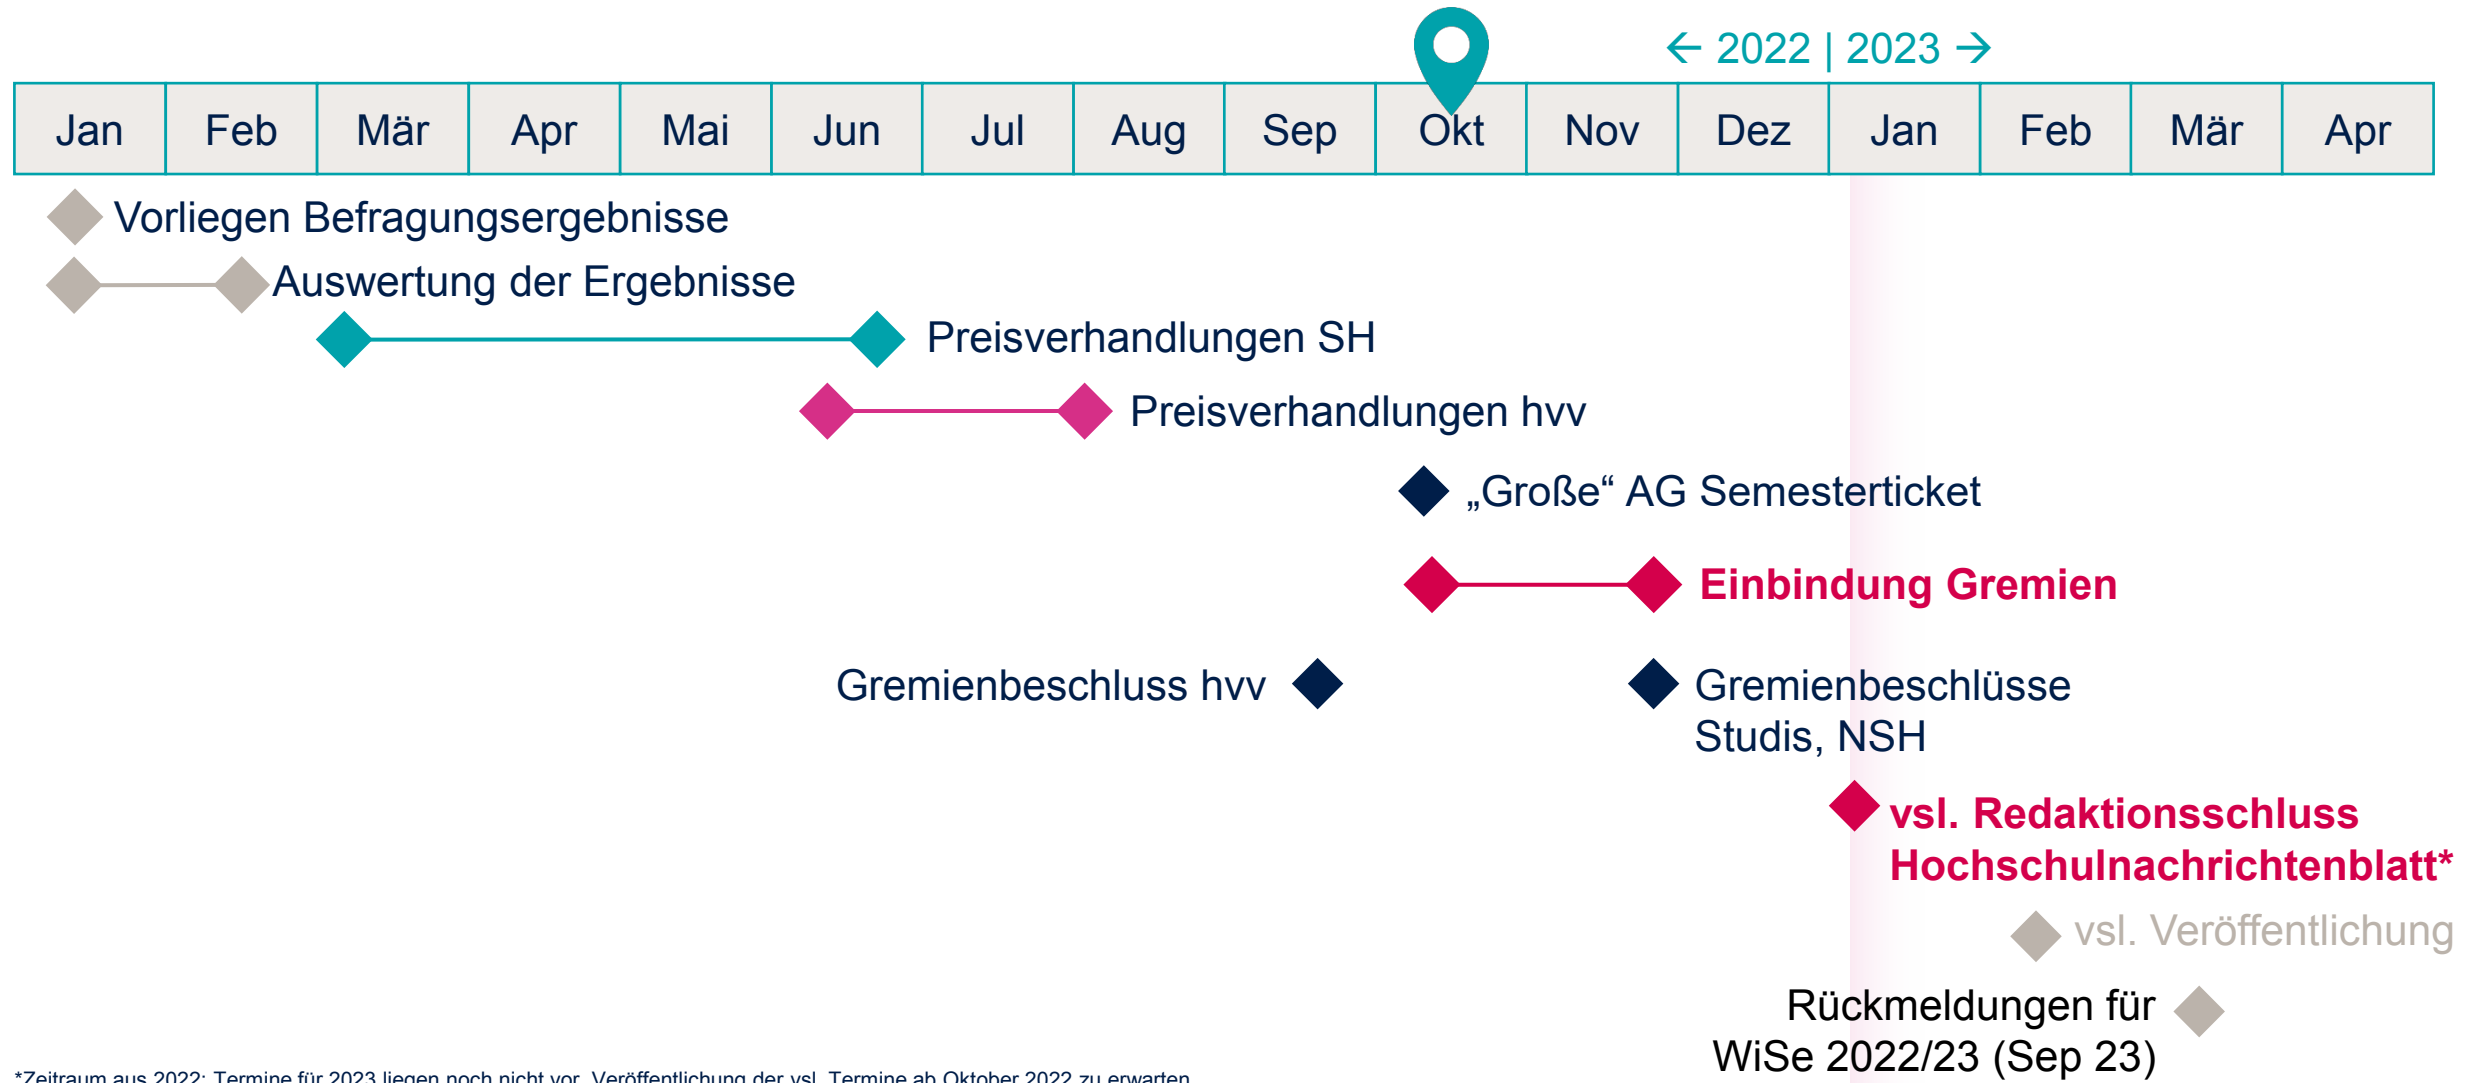 ← 2022 | 2023 →
Jan Feb Mär Apr Mai Jun Jul Aug Sep Okt Nov Dez Jan Feb Mär Apr
Vorliegen Befragungsergebnisse
Auswertung der Ergebnisse
Preisverhandlungen SH
Preisverhandlungen hvv
„Große“ AG Semesterticket
Einbindung Gremien
Gremienbeschluss hvv
Gremienbeschlüsse
Studis, NSH
vsl. Redaktionsschluss
Hochschulnachrichtenblatt*
vsl. Veröffentlichung
Rückmeldungen für
WiSe 2022/23 (Sep 23)
*Zeitraum aus 2022; Termine für 2023 liegen noch nicht vor. Veröffentlichung der vsl. Termine ab Oktober 2022 zu erwarten